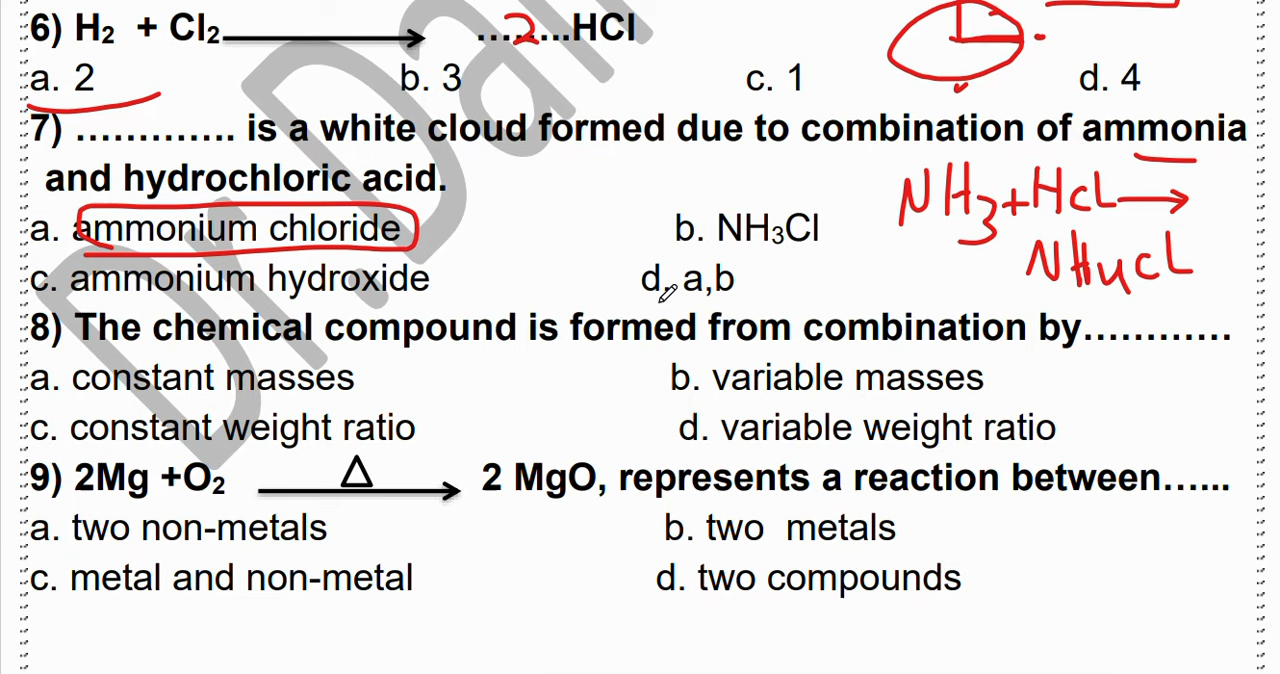 6) H₂ + Cl₂ ⟶ ...2...HCl
a. 2 b. 3 c. 1 d. 4
7) …………. is a white cloud formed due to combination of ammonia
and hydrochloric acid.
NH3+HCL⟶
a. ammonium chloride b. NH₃Cl
NH4CL
c. ammonium hydroxide d. a,b
8) The chemical compound is formed from combination by…………
a. constant masses b. variable masses
c. constant weight ratio d. variable weight ratio
9) 2Mg +O₂ Δ⟶ 2 MgO, represents a reaction between…...
a. two non-metals b. two metals
c. metal and non-metal d. two compounds